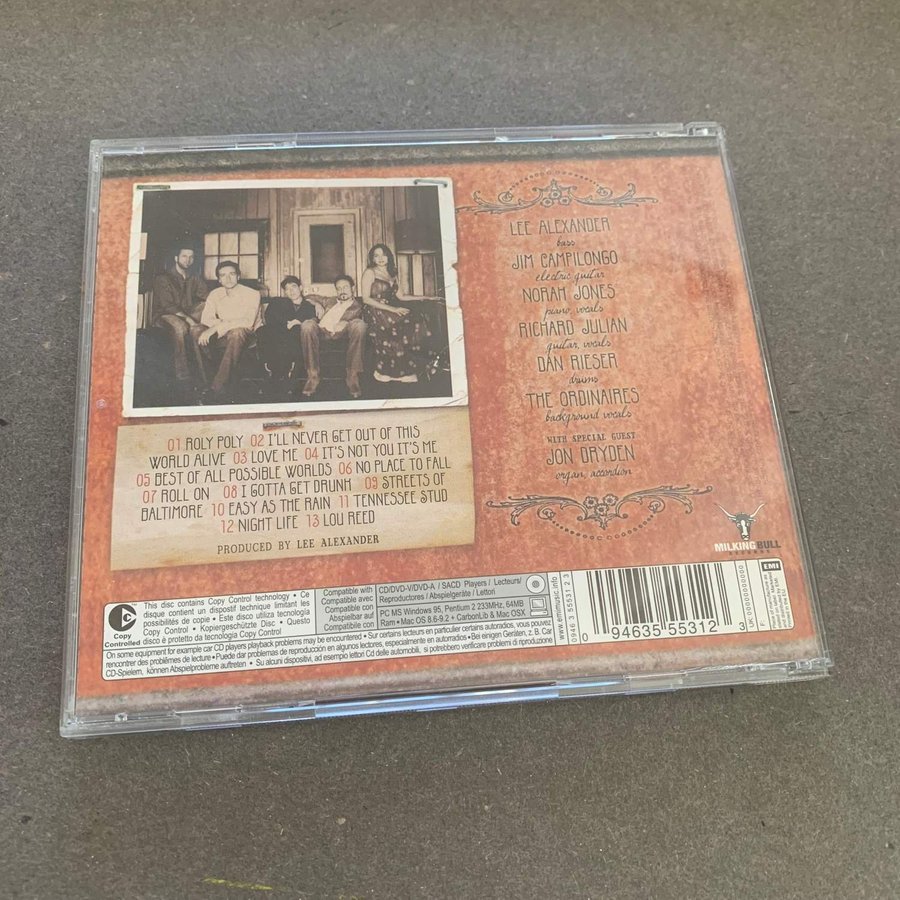 LEE ALEXANDER
bass
JIM CAMPILONGO
electric guitar
NORAH JONES
piano, vocals
RICHARD JULIAN
guitar, vocals
DAN RIESER
drums
THE ORDINAIRES
background vocals
WITH SPECIAL GUEST
JON DRYDEN
organ, accordion
01 ROLY POLY 02 I'LL NEVER GET OUT OF THIS
WORLD ALIVE 03 LOVE ME 04 IT'S NOT YOU IT'S ME
05 BEST OF ALL POSSIBLE WORLDS 06 NO PLACE TO FALL
07 ROLL ON 08 I GOTTA GET DRUNK 09 STREETS OF
BALTIMORE 10 EASY AS THE RAIN 11 TENNESSEE STUD
12 NIGHT LIFE 13 LOU REED
PRODUCED BY LEE ALEXANDER
MILKING BULL
RECORDS
Copy
Controlled
This disc contains Copy Control technology • Ce
disque contient un dispositif technique limitant les
possibilités de copie • Este disco utiliza tecnología
Copy Control • Kopiergeschützte Disc • Questo
disco è protetto da tecnologia Copy Control
Compatible with
Compatible avec
Compatible con
Compatibile con
Abspielbar auf
CD/DVD-V/DVD-A / SACD Players / Lecteurs/
Reproductores / Abspielgeräte / Lettori
PC MS Windows 95, Pentium 2 233MHz, 64MB
Ram • Mac OS 8.6-9.2 + CarbonLib & Mac OSX
On some equipment for example car CD players playback problems may be encountered • Sur certains lecteurs en particulier certains autoradios, vous pouvez
rencontrer des problèmes de lecture • Puede dar problemas de reproducción en algunos lectores, especialmente en autorradios • Bei einigen Geräten, z. B. Car
CD-Spielern, können Abspielprobleme auftreten • Su alcuni dispositivi, ad esempio lettori Cd delle automobili, si potrebbero verificare problemi di riproduzione
www.emimusic.info
0946 3 55531 2 3
0 94635 55312 3
EMI